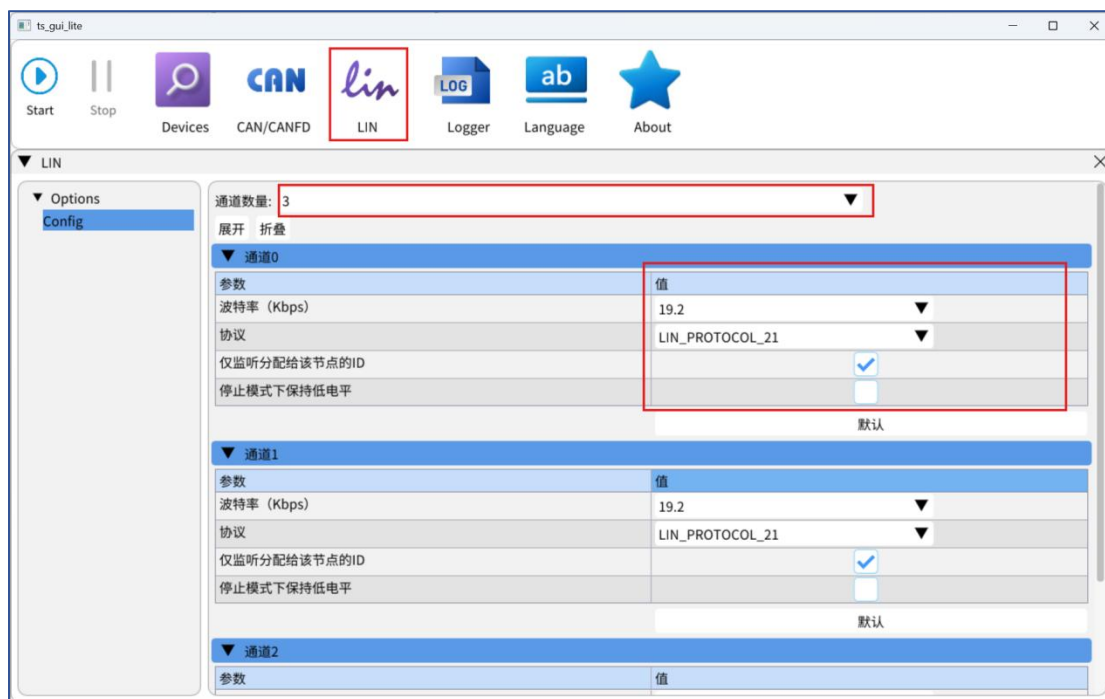 ts_gui_lite
CAN lin LOG ab
Start Stop Devices CAN/CANFD LIN Logger Language About
LIN
Options
Config
通道数量: 3
展开 折叠
通道0
参数 值
波特率（Kbps） 19.2
协议 LIN_PROTOCOL_21
仅监听分配给该节点的ID
停止模式下保持低电平
默认
通道1
参数 值
波特率（Kbps） 19.2
协议 LIN_PROTOCOL_21
仅监听分配给该节点的ID
停止模式下保持低电平
默认
通道2
参数 值